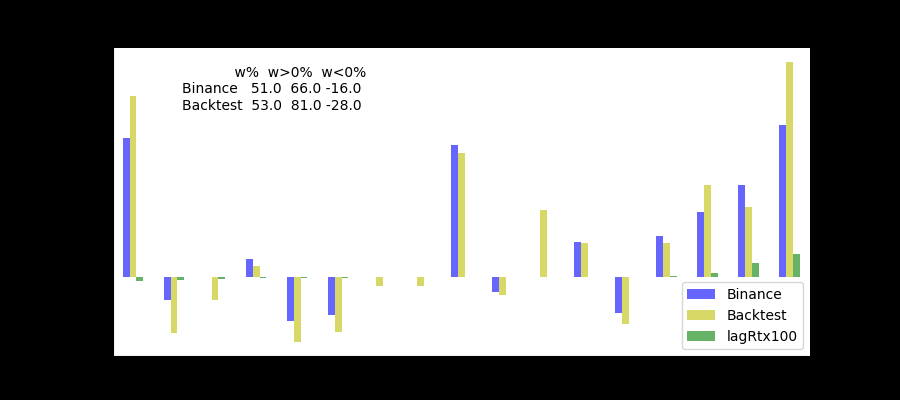 w% w>0% w<0%
Binance 51.0 66.0 -16.0
Backtest 53.0 81.0 -28.0
Binance
Backtest
lagRtx100